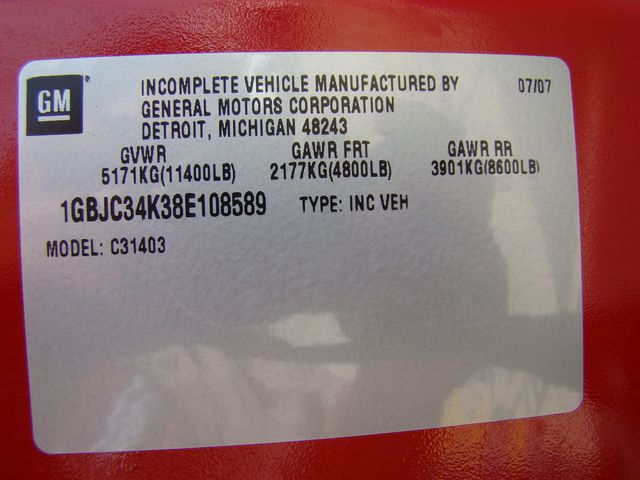 GM®
INCOMPLETE VEHICLE MANUFACTURED BY 07/07
GENERAL MOTORS CORPORATION
DETROIT, MICHIGAN 48243
GVWR GAWR FRT GAWR RR
5171KG(11400LB) 2177KG(4800LB) 3901KG(8600LB)
1GBJC34K38E108589 TYPE: INC VEH
MODEL: C31403